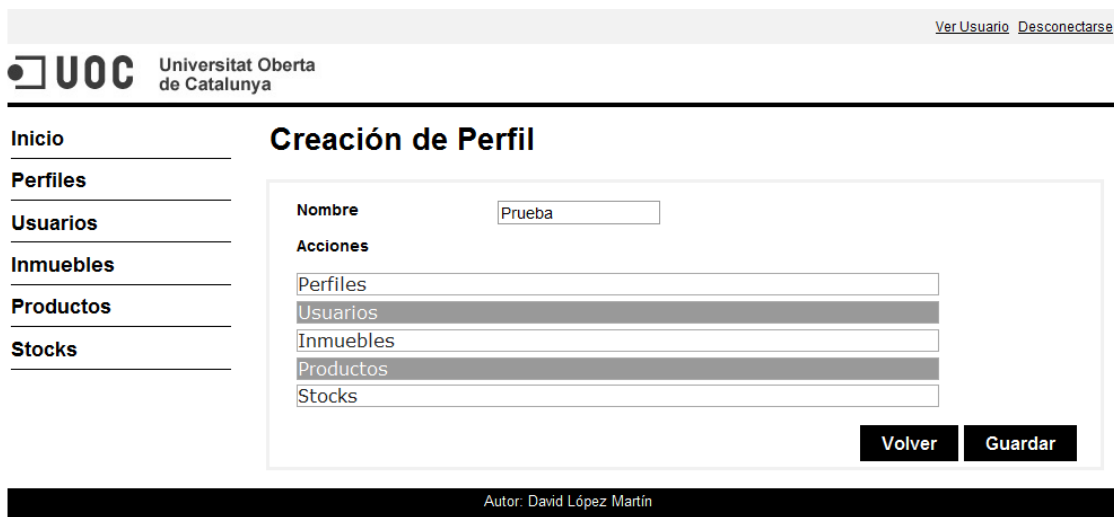 Ver Usuario Desconectarse
UOC Universitat Oberta
de Catalunya
Inicio
Perfiles
Usuarios
Inmuebles
Productos
Stocks
Creación de Perfil
Nombre Prueba
Acciones
Perfiles
Usuarios
Inmuebles
Productos
Stocks
Volver Guardar
Autor: David López Martín